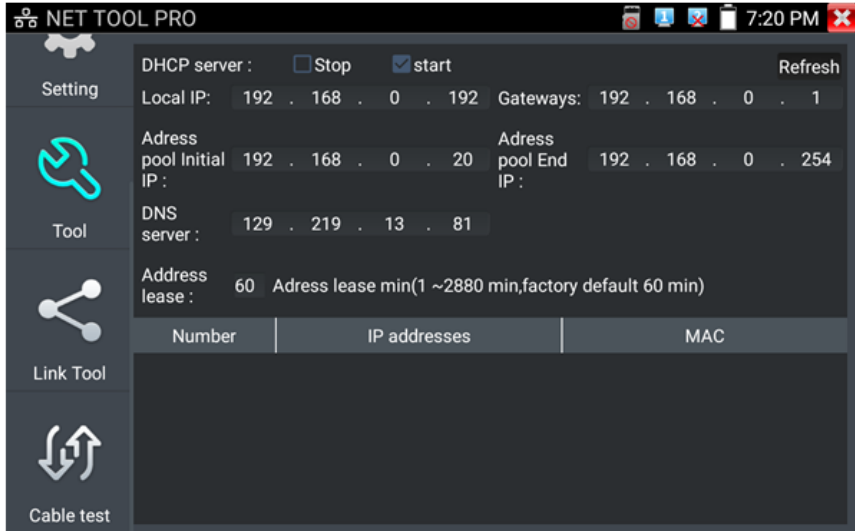 NET TOOL PRO
1
2
7:20 PM
Setting
Tool
Link Tool
Cable test
DHCP server : Stop start Refresh
Local IP: 192 . 168 . 0 . 192 Gateways: 192 . 168 . 0 . 1
Adress
pool Initial 192 . 168 . 0 . 20
IP :
Adress
pool End 192 . 168 . 0 . 254
IP :
DNS
server : 129 . 219 . 13 . 81
Address
lease : 60 Adress lease min(1 ~2880 min,factory default 60 min)
Number IP addresses MAC